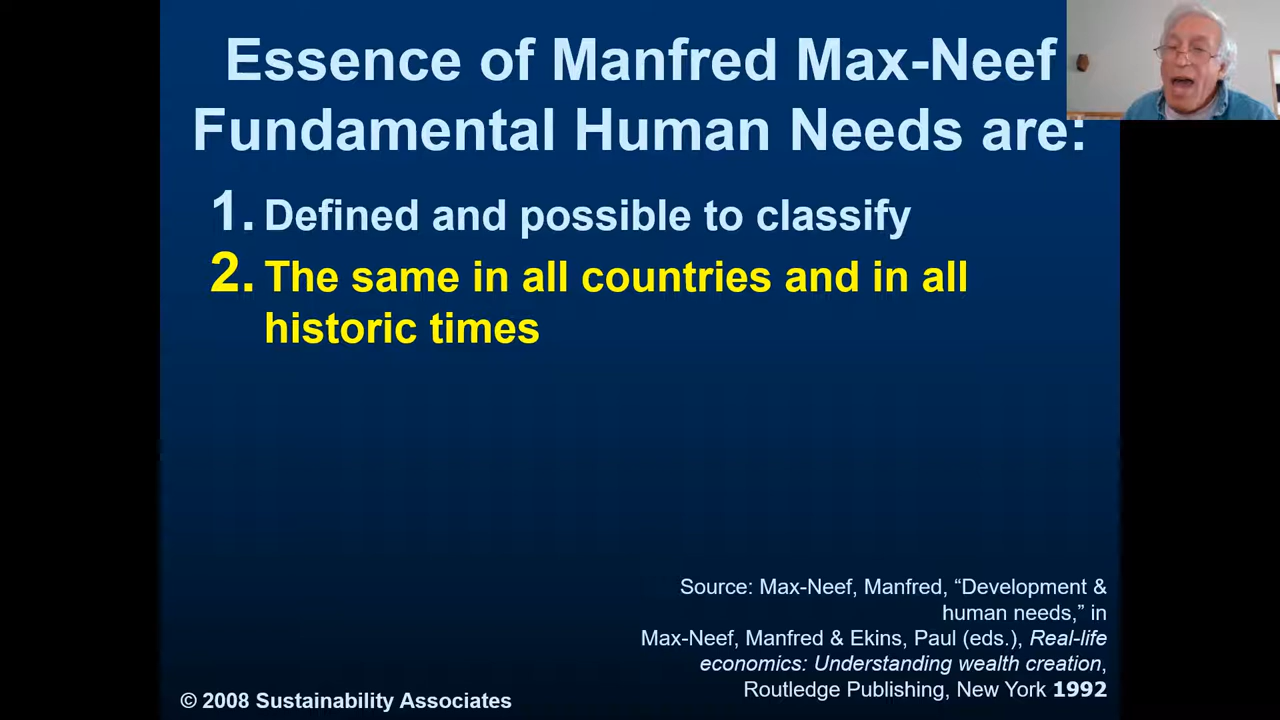 Essence of Manfred Max-Neef
Fundamental Human Needs are:
1. Defined and possible to classify
2. The same in all countries and in all
historic times
Source: Max-Neef, Manfred, “Development &
human needs,” in
Max-Neef, Manfred & Ekins, Paul (eds.), Real-life
economics: Understanding wealth creation,
Routledge Publishing, New York 1992
© 2008 Sustainability Associates